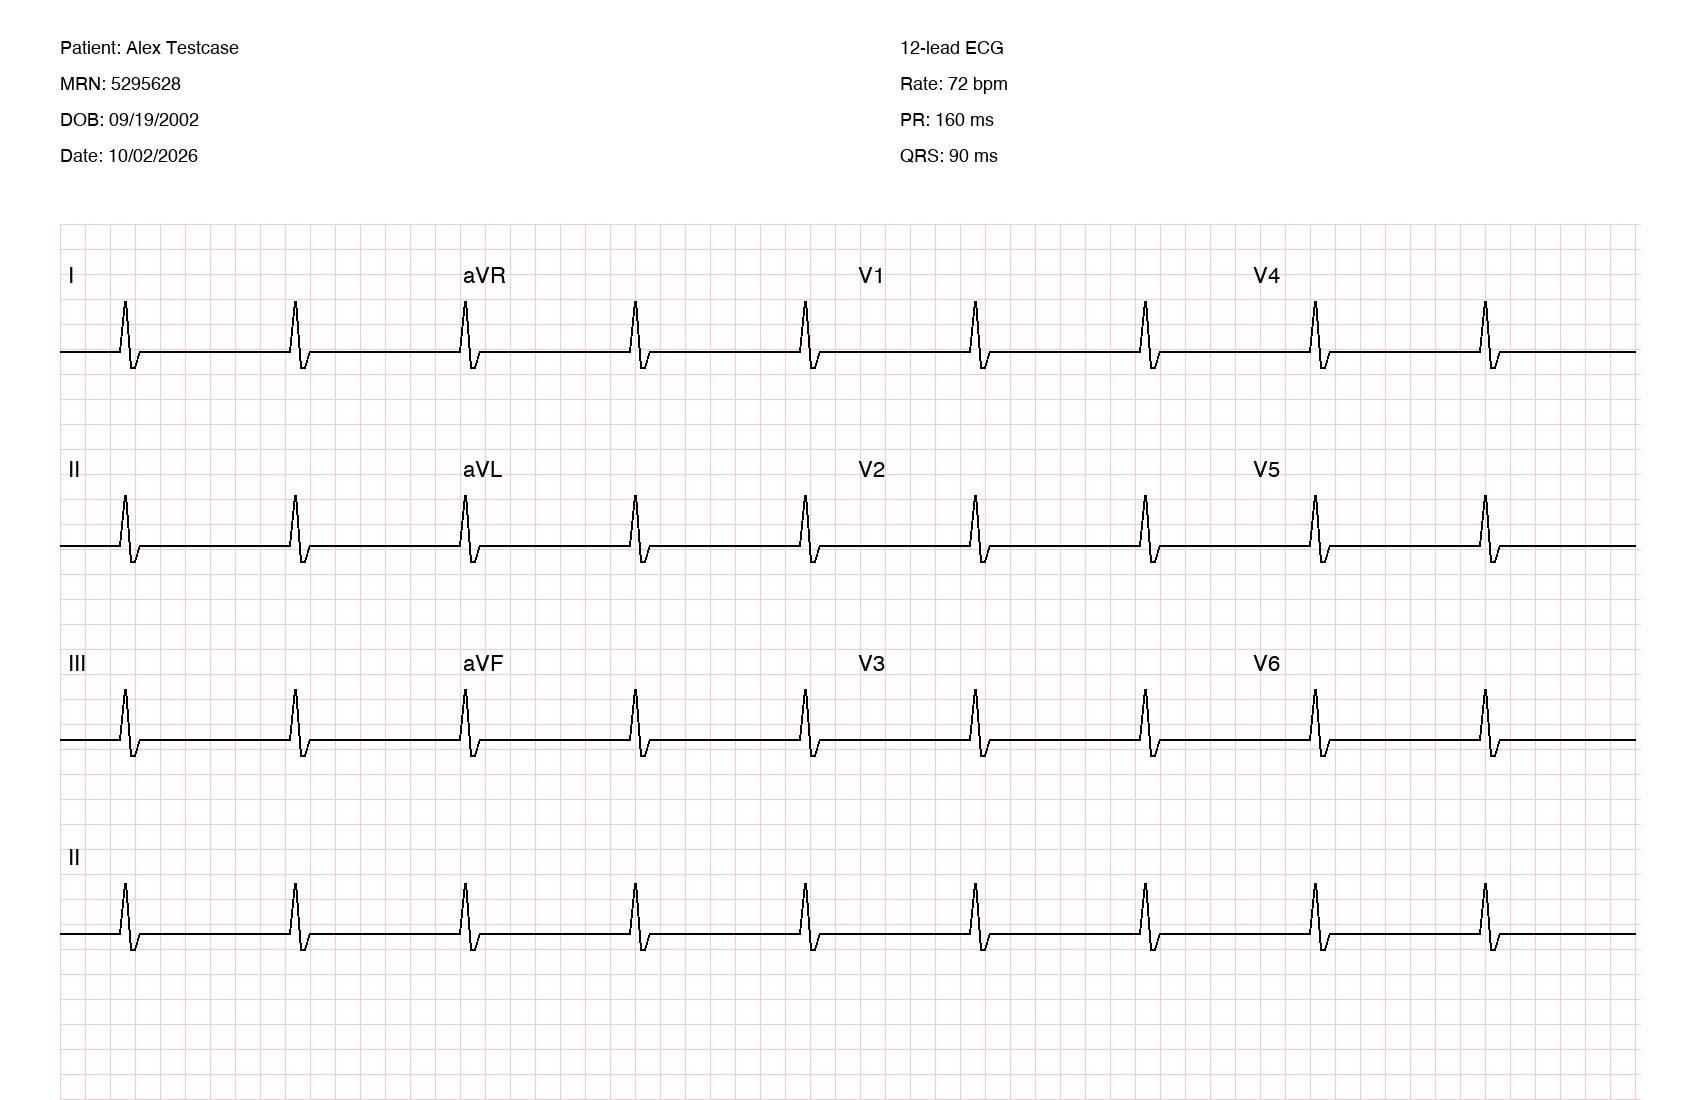 Patient: Alex Testcase
MRN: 5295628
DOB: 09/19/2002
Date: 10/02/2026
12-lead ECG
Rate: 72 bpm
PR: 160 ms
QRS: 90 ms
I aVR V1 V4
II aVL V2 V5
III aVF V3 V6
II